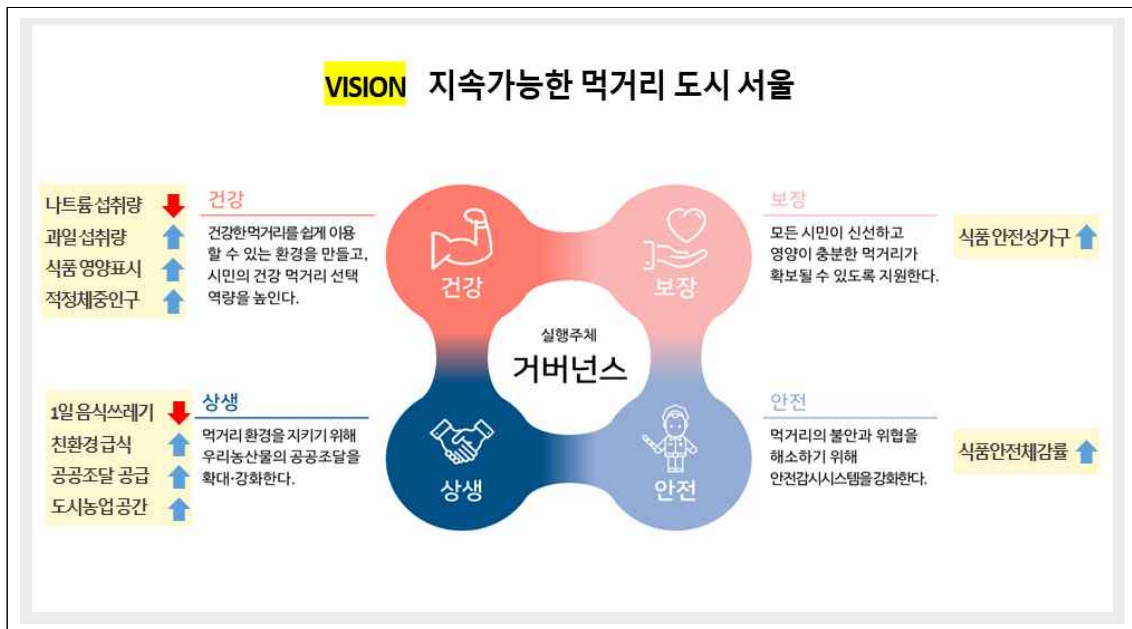 VISION 지속가능한 먹거리 도시 서울
나트륨 섭취량
과일 섭취량
식품 영양표시
적정체중인구
건강
건강한 먹거리를 쉽게 이용
할 수 있는 환경을 만들고,
시민의 건강 먹거리 선택
역량을 높인다.
건강
보장
보장
모든 시민이 신선하고
영양이 충분한 먹거리가
확보될 수 있도록 지원한다.
식품 안전성가구
실행주체
거버넌스
1일 음식쓰레기
친환경 급식
공공조달 공급
도시농업 공간
상생
먹거리 환경을 지키기 위해
우리농산물의 공공조달을
확대·강화한다.
상생
안전
안전
먹거리의 불안과 위협을
해소하기 위해
안전감시시스템을 강화한다.
식품안전체감률